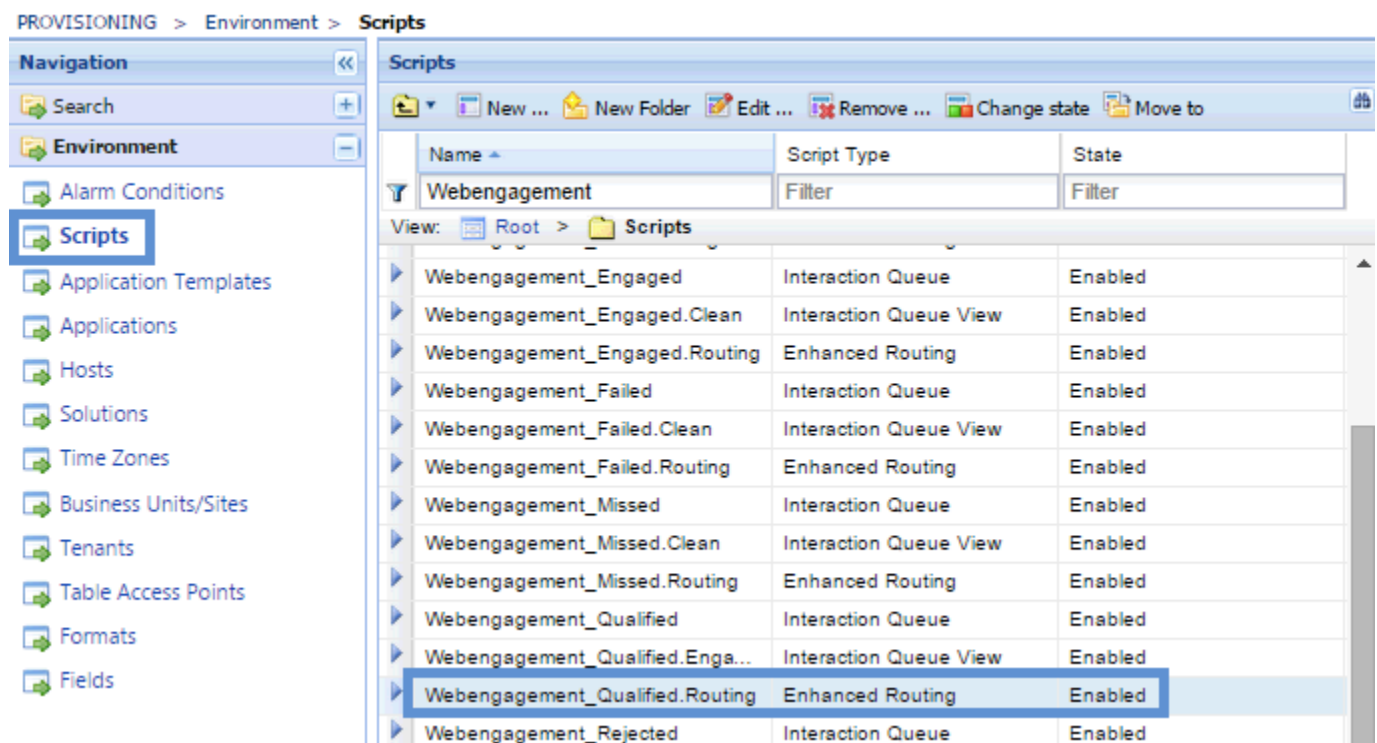 PROVISIONING > Environment > Scripts
Navigation
Search
Environment
Alarm Conditions
Scripts
Application Templates
Applications
Hosts
Solutions
Time Zones
Business Units/Sites
Tenants
Table Access Points
Formats
Fields
Scripts
New ... New Folder Edit ... Remove ... Change state Move to
Name Script Type State
Webengagement Filter Filter
View: Root > Scripts
Webengagement_Engaged Interaction Queue Enabled
Webengagement_Engaged.Clean Interaction Queue View Enabled
Webengagement_Engaged.Routing Enhanced Routing Enabled
Webengagement_Failed Interaction Queue Enabled
Webengagement_Failed.Clean Interaction Queue View Enabled
Webengagement_Failed.Routing Enhanced Routing Enabled
Webengagement_Missed Interaction Queue Enabled
Webengagement_Missed.Clean Interaction Queue View Enabled
Webengagement_Missed.Routing Enhanced Routing Enabled
Webengagement_Qualified Interaction Queue Enabled
Webengagement_Qualified.Enga... Interaction Queue View Enabled
Webengagement_Qualified.Routing Enhanced Routing Enabled
Webengagement_Rejected Interaction Queue Enabled